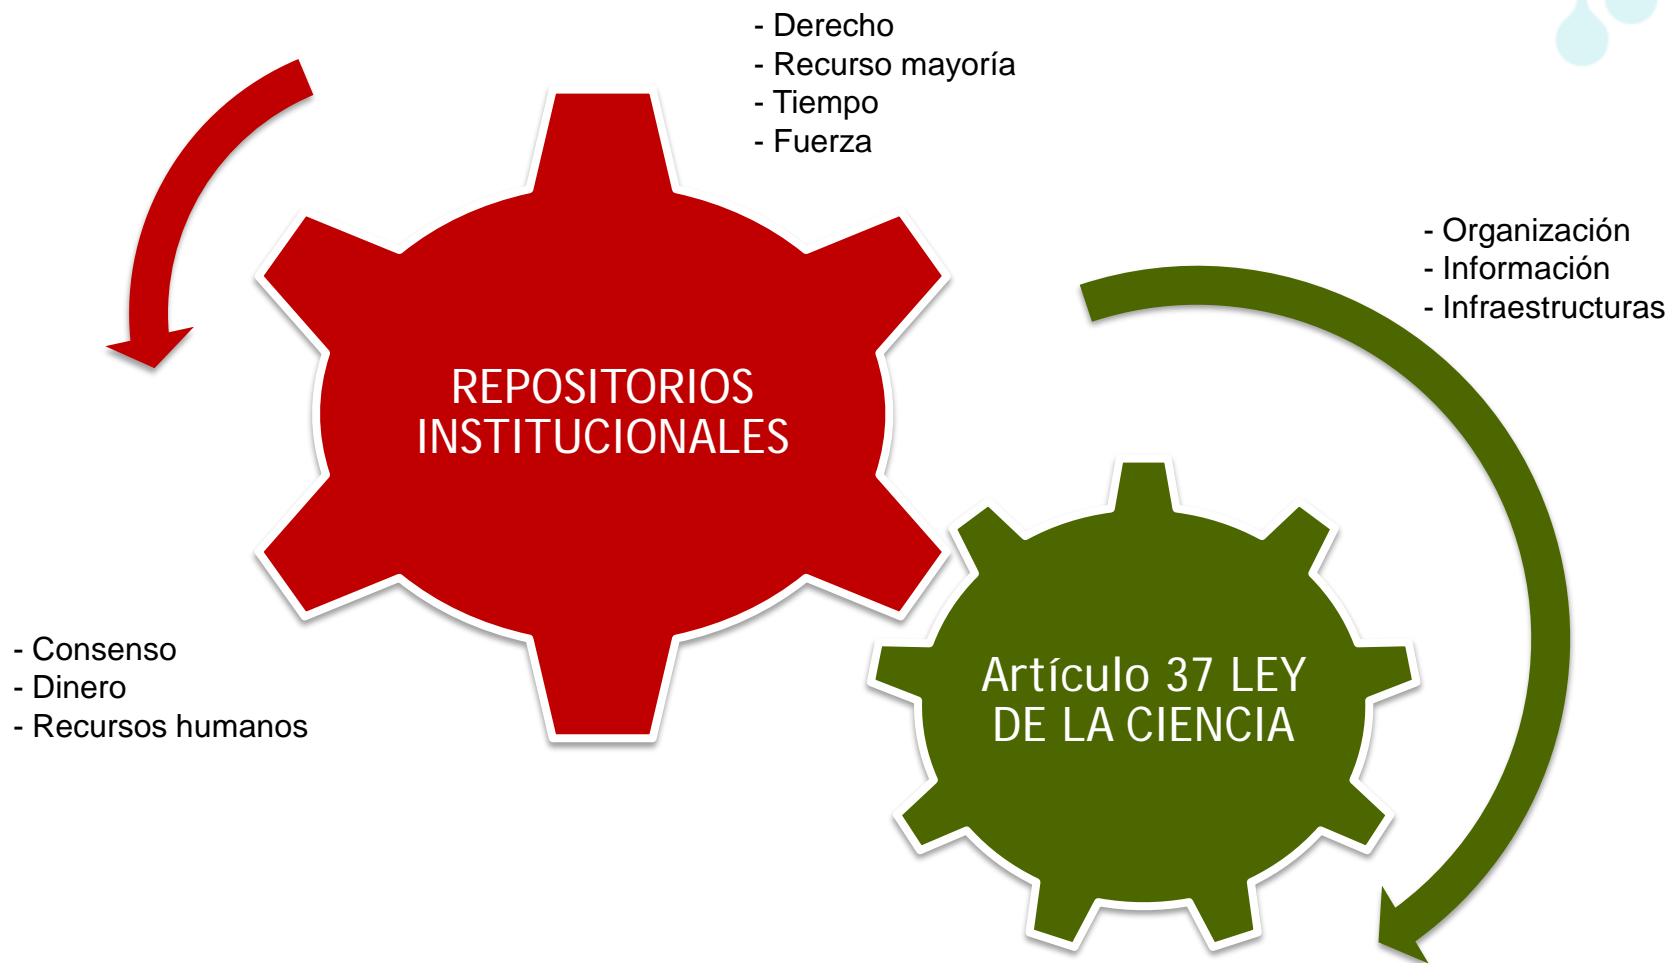 - Derecho
- Recurso mayoría
- Tiempo
- Fuerza
- Organización
- Información
- Infraestructuras
REPOSITORIOS
INSTITUCIONALES
- Consenso
- Dinero
- Recursos humanos
Artículo 37 LEY
DE LA CIENCIA